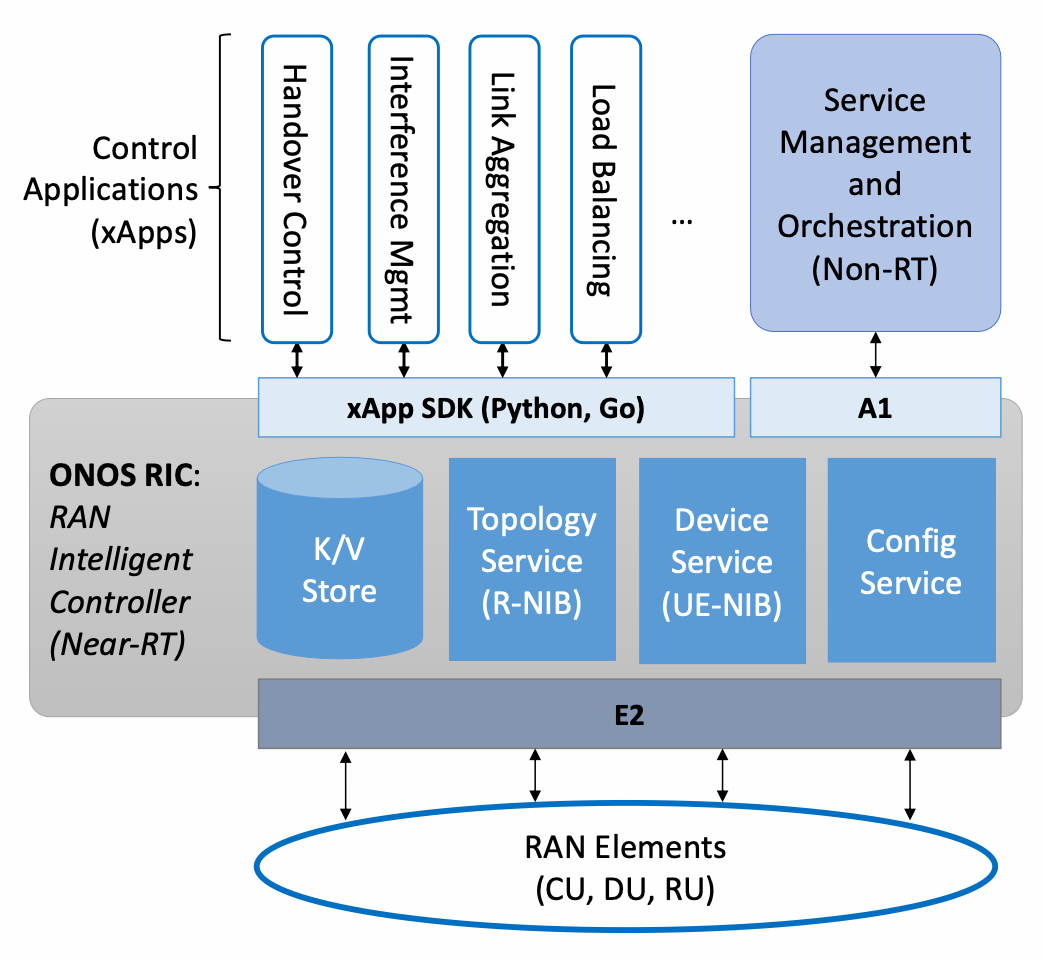 Control
Applications
(xApps)
Handover Control
Interference Mgmt
Link Aggregation
Load Balancing
...
Service
Management
and
Orchestration
(Non-RT)
xApp SDK (Python, Go)
A1
ONOS RIC:
RAN
Intelligent
Controller
(Near-RT)
K/V
Store
Topology
Service
(R-NIB)
Device
Service
(UE-NIB)
Config
Service
E2
RAN Elements
(CU, DU, RU)